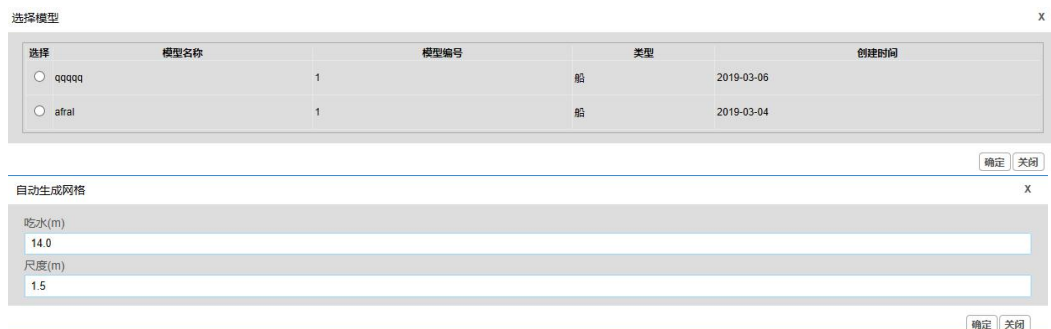 选择模型 X
选择 模型名称 模型编号 类型 创建时间
qqqqq 1 船 2019-03-06
afral 1 船 2019-03-04
确定 关闭
自动生成网格 X
吃水(m)
14.0
尺度(m)
1.5
确定 关闭